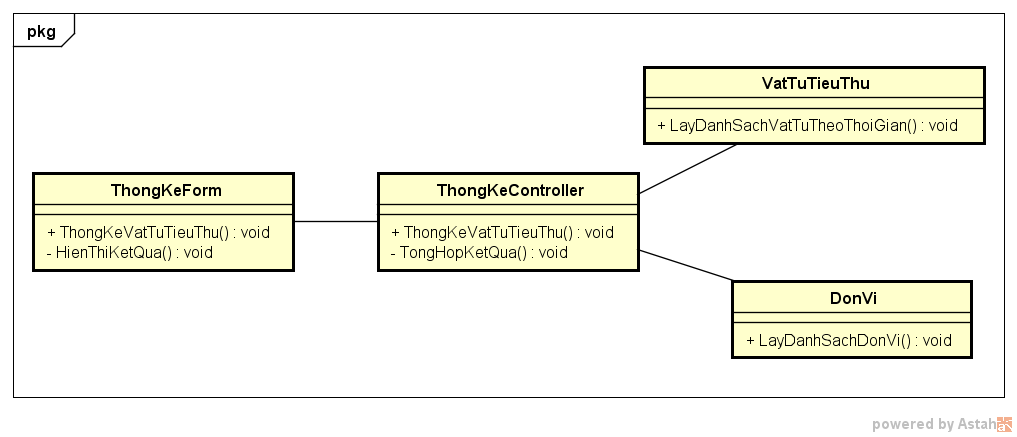 pkg
VatTuTieuThu
+ LayDanhSachVatTuTheoThoiGian() : void
ThongKeForm
+ ThongKeVatTuTieuThu() : void
- HienThiKetQua() : void
ThongKeController
+ ThongKeVatTuTieuThu() : void
- TongHopKetQua() : void
DonVi
+ LayDanhSachDonVi() : void
powered by Astah